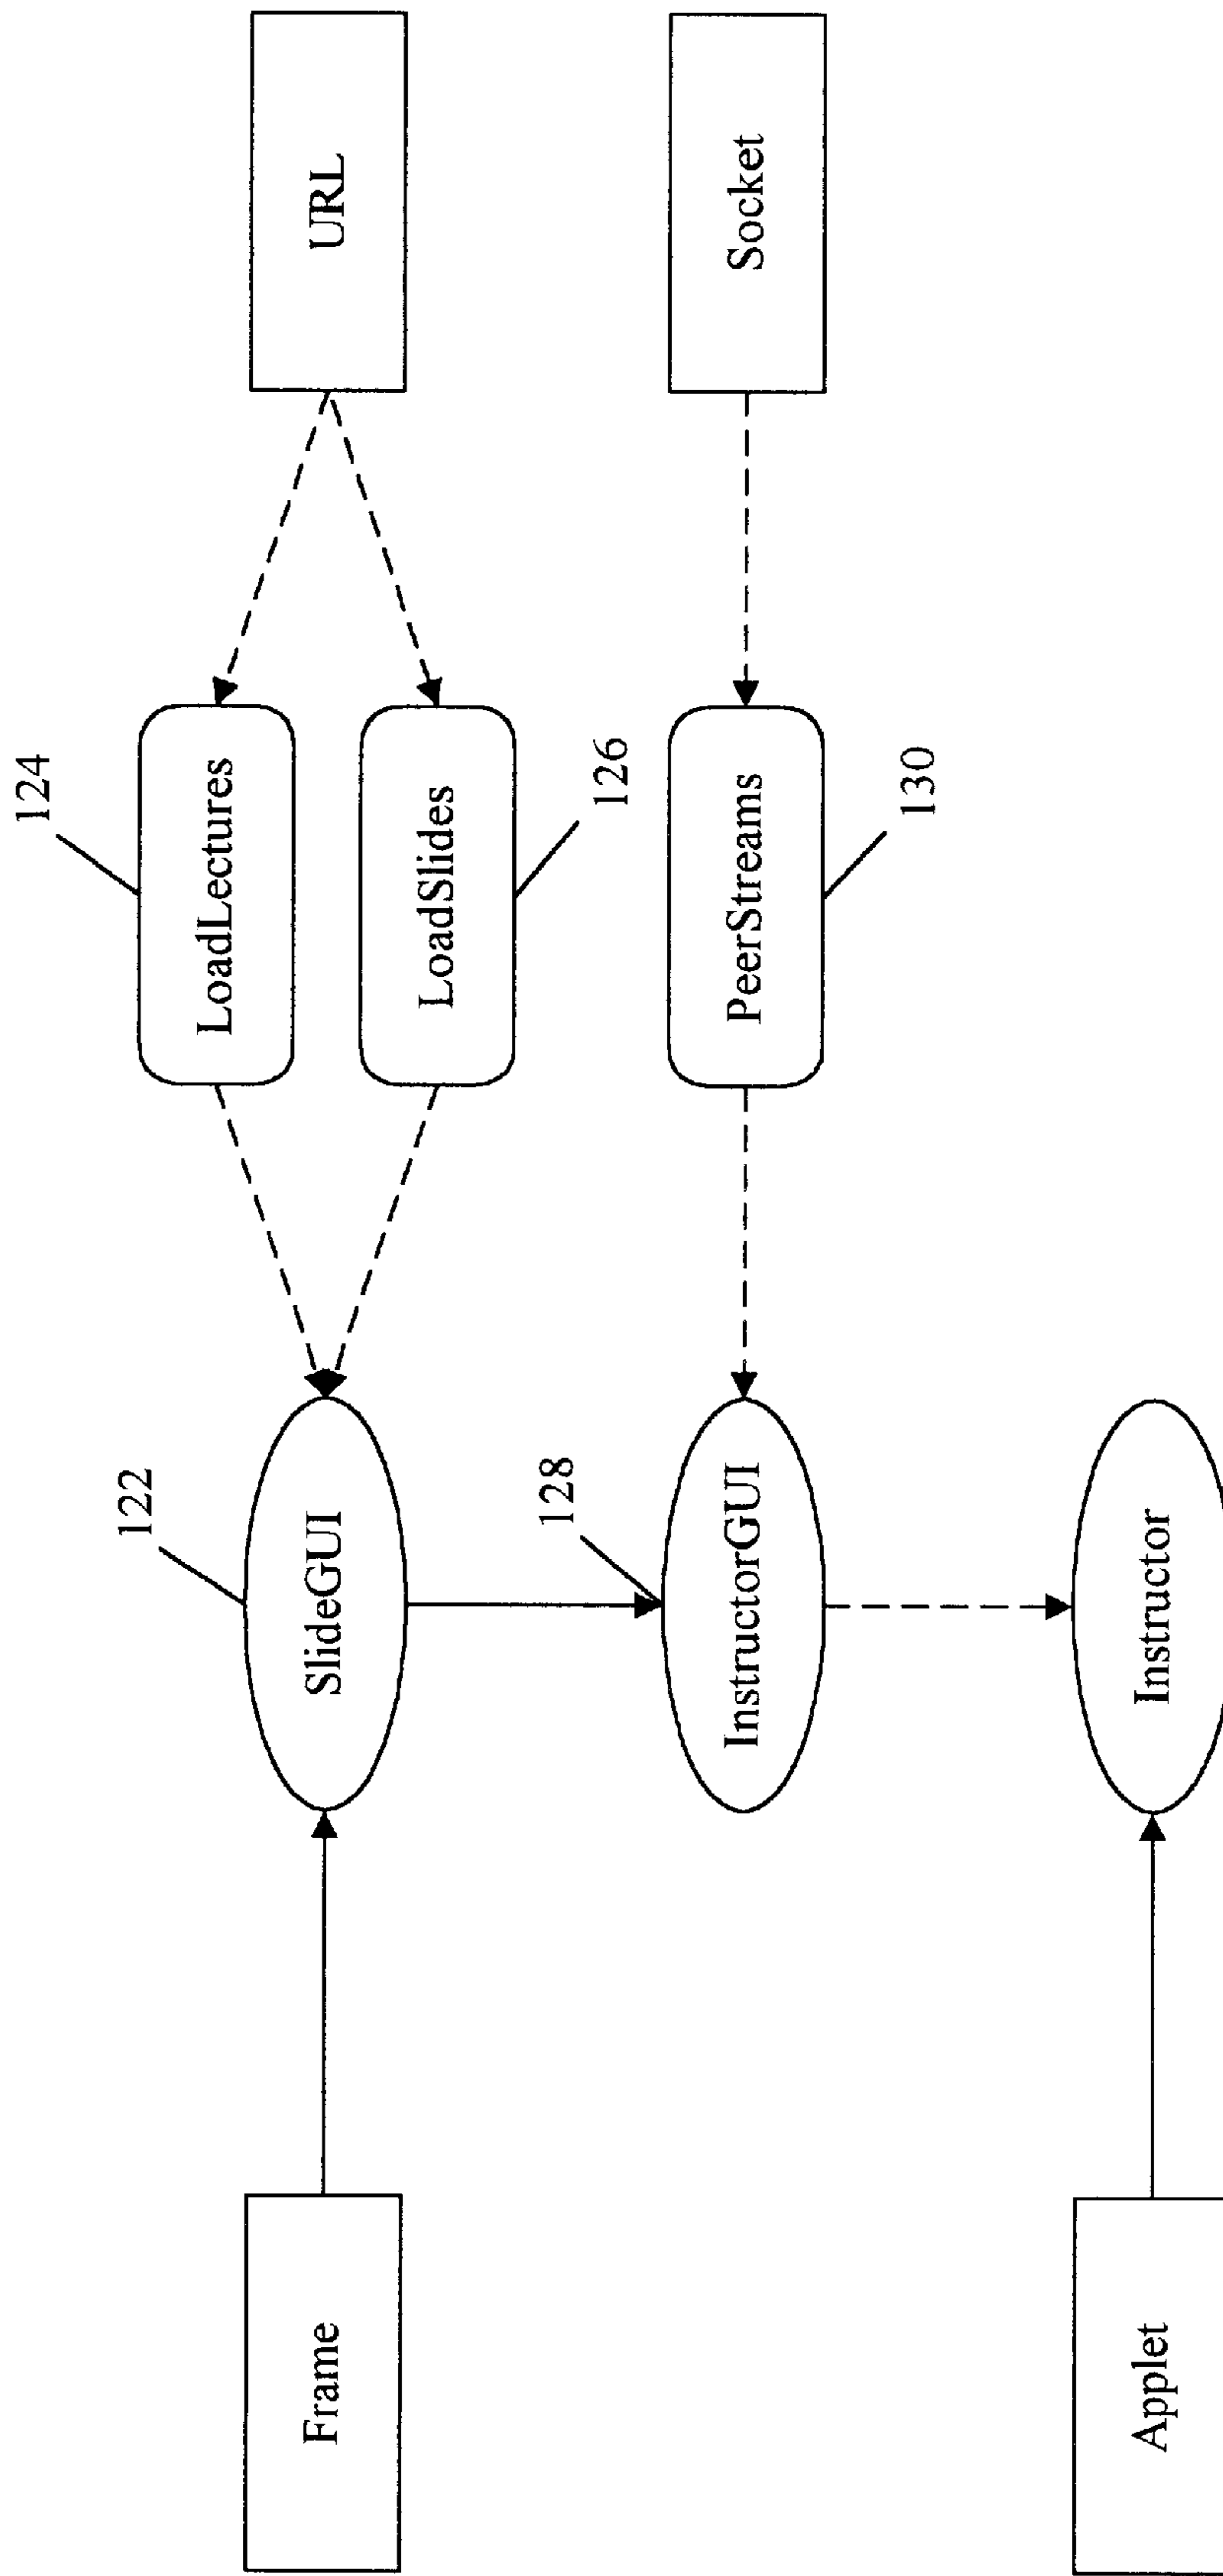 124
URL
LoadLectures
122
SlideGUI
Frame
LoadSlides
126
Socket
128
PeerStreams
InstructorGUI
130
Instructor
Applet